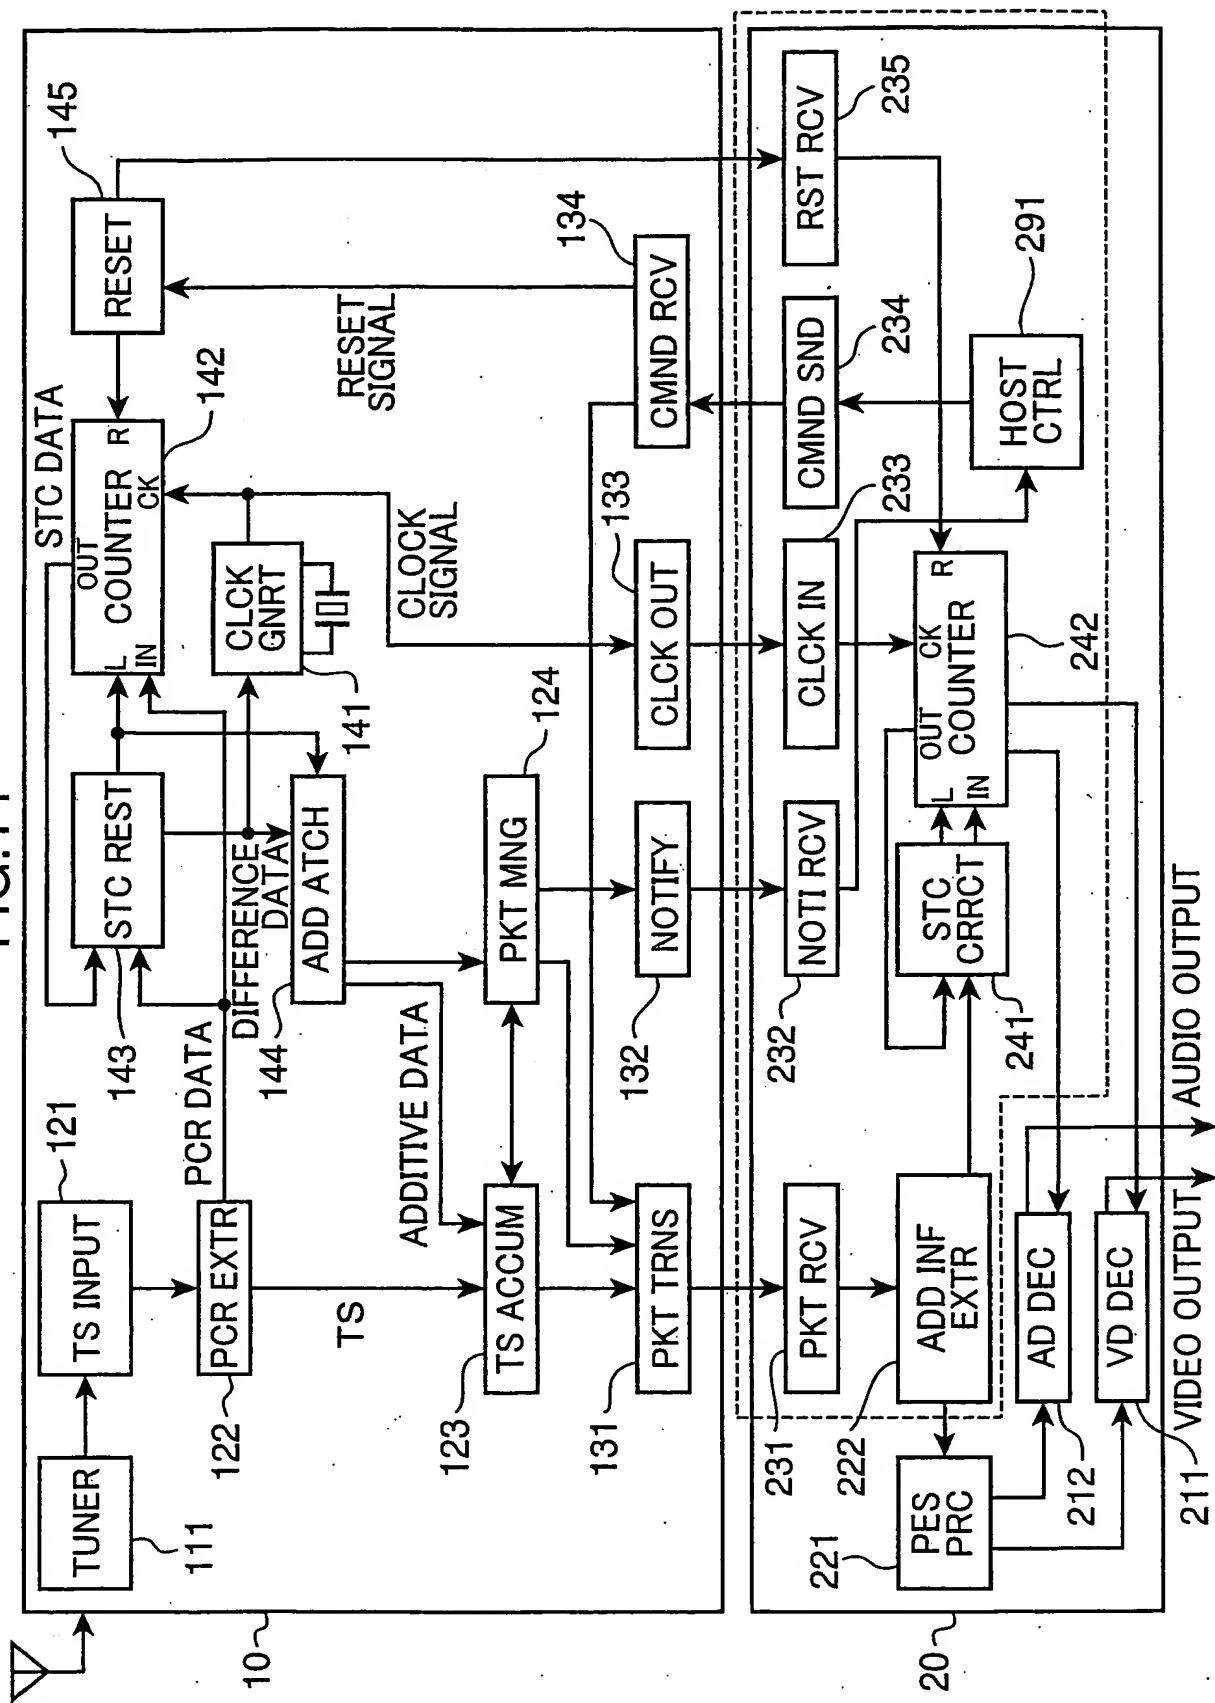 TUNER
111
TS INPUT
121
PCR EXTR
122
PCR DATA
STC REST
143
STC DATA
OUT
L
COUNTER
R
IN
CK
142
RESET
145
CLCK
GNRT
141
DIFFERENCE
DATA
ADD ATCH
144
TS
ADDITIVE DATA
CLOCK
SIGNAL
RESET
SIGNAL
TS ACCUM
123
PKT MNG
124
PKT TRNS
131
NOTIFY
132
CLCK OUT
133
CMND RCV
134
10
PKT RCV
231
NOTI RCV
232
CLCK IN
233
CMND SND
234
RST RCV
235
ADD INF
EXTR
222
STC
CRRCT
241
OUT
CK
R
L
COUNTER
IN
242
HOST
CTRL
291
PES
PRC
221
AD DEC
212
VD DEC
211
20
VIDEO OUTPUT
AUDIO OUTPUT